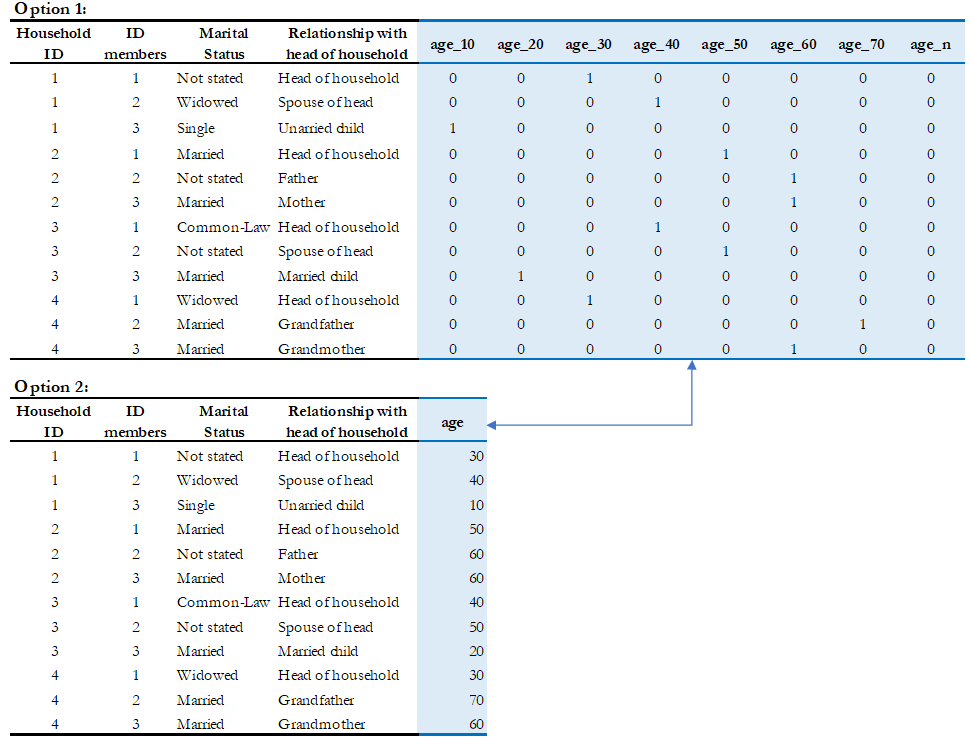 Option 1:
Household ID members Marital Status Relationship with head of household age_10 age_20 age_30 age_40 age_50 age_60 age_70 age_n
1 1 Not stated Head of household 0 0 1 0 0 0 0 0
1 2 Widowed Spouse of head 0 0 0 1 0 0 0 0
1 3 Single Unarried child 1 0 0 0 0 0 0 0
2 1 Married Head of household 0 0 0 0 1 0 0 0
2 2 Not stated Father 0 0 0 0 0 1 0 0
2 3 Married Mother 0 0 0 0 0 1 0 0
3 1 Common-Law Head of household 0 0 0 1 0 0 0 0
3 2 Not stated Spouse of head 0 0 0 0 1 0 0 0
3 3 Married Married child 0 1 0 0 0 0 0 0
4 1 Widowed Head of household 0 0 1 0 0 0 0 0
4 2 Married Grandfather 0 0 0 0 0 0 1 0
4 3 Married Grandmother 0 0 0 0 0 1 0 0
Option 2:
Household ID ID members Marital Status Relationship with head of household age
1 1 Not stated Head of household 30
1 2 Widowed Spouse of head 40
1 3 Single Unarried child 10
2 1 Married Head of household 50
2 2 Not stated Father 60
2 3 Married Mother 60
3 1 Common-Law Head of household 40
3 2 Not stated Spouse of head 50
3 3 Married Married child 20
4 1 Widowed Head of household 30
4 2 Married Grandfather 70
4 3 Married Grandmother 60